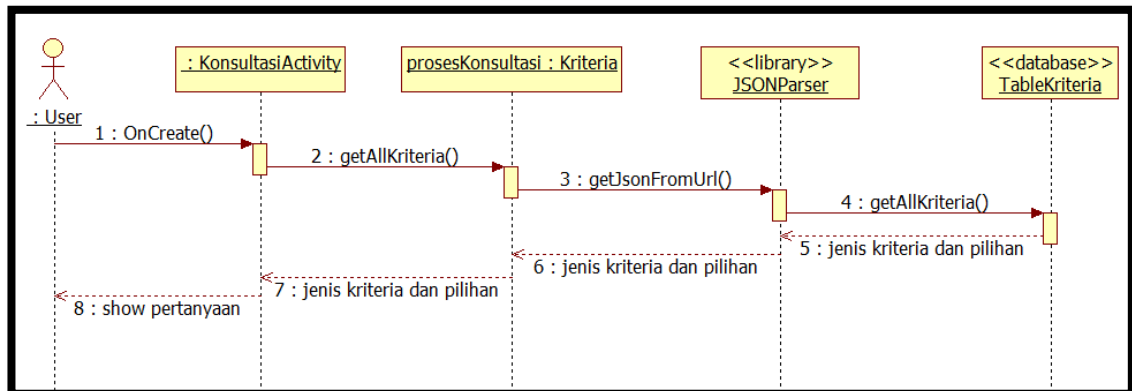 : KonsultasiActivity
prosesKonsultasi : Kriteria
<<library>>
JSONParser
<<database>>
TableKriteria
: User
1 : OnCreate()
2 : getAllKriteria()
3 : getJsonFromUrl()
4 : getAllKriteria()
5 : jenis kriteria dan pilihan
6 : jenis kriteria dan pilihan
7 : jenis kriteria dan pilihan
8 : show pertanyaan